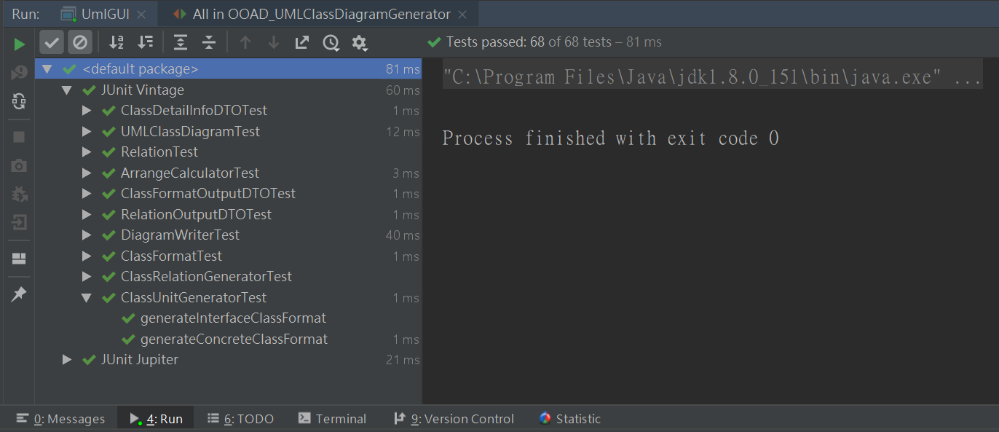 Run: UmlGUI All in OOAD_UMLClassDiagramGenerator
Tests passed: 68 of 68 tests – 81 ms
<default package> 81 ms
JUnit Vintage 60 ms
ClassDetailInfoDTOTest 1 ms
UMLClassDiagramTest 12 ms
RelationTest
ArrangeCalculatorTest 3 ms
ClassFormatOutputDTOTest 1 ms
RelationOutputDTOTest 1 ms
DiagramWriterTest 40 ms
ClassFormatTest 1 ms
ClassRelationGeneratorTest
ClassUnitGeneratorTest 1 ms
generateInterfaceClassFormat
generateConcreteClassFormat 1 ms
JUnit Jupiter 21 ms
"C:\Program Files\Java\jdk1.8.0_151\bin\java.exe" ...
Process finished with exit code 0
0: Messages 4: Run 6: TODO Terminal 9: Version Control Statistic